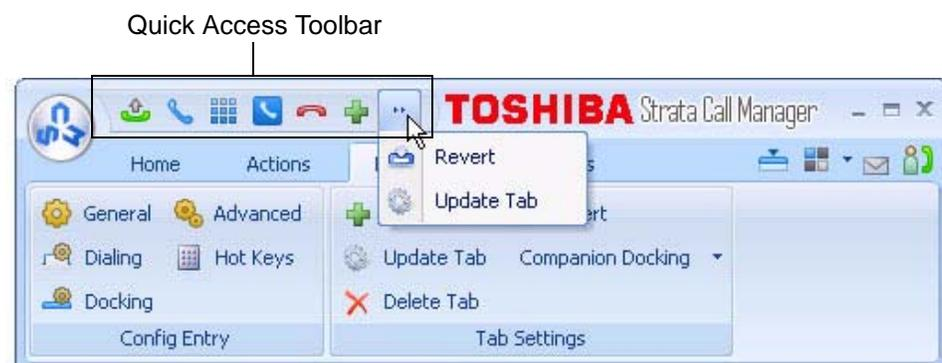 Quick Access Toolbar
TOSHIBA Strata Call Manager
Home Actions
Revert
Update Tab
General Advanced
Dialing Hot Keys
Update Tab Companion Docking
Docking
Delete Tab
Config Entry
Tab Settings